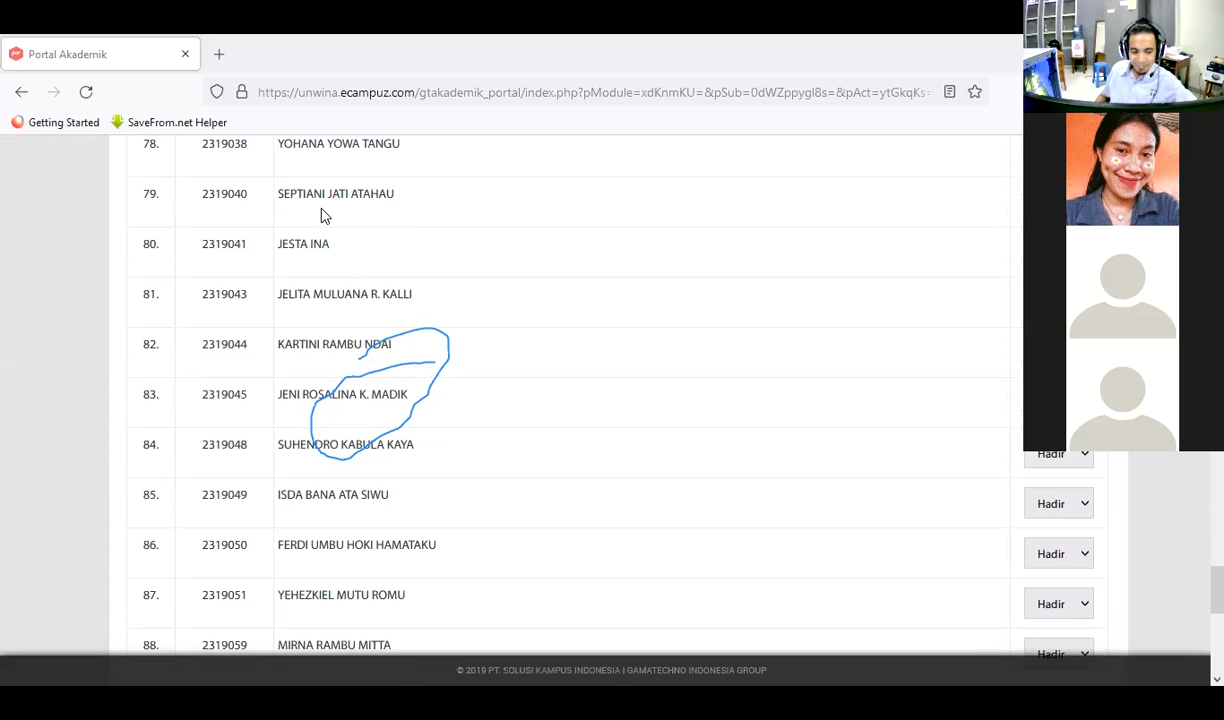 Portal Akademik
https://unwina.ecampuz.com/gtakademik_portal/index.php?pModule=xdKnmKU=&pSub=0dWZppygl8s=&pAct=ytGkqKs=
Getting Started SaveFrom.net Helper
78. 2319038 YOHANA YOWA TANGU
79. 2319040 SEPTIANI JATI ATAHAU
80. 2319041 JESTA INA
81. 2319043 JELITA MULUANA R. KALLI
82. 2319044 KARTINI RAMBU NDAI
83. 2319045 JENI ROSALINA K. MADIK
84. 2319048 SUHENDRO KABULA KAYA Hadir
85. 2319049 ISDA BANA ATA SIWU Hadir
86. 2319050 FERDI UMBU HOKI HAMATAKU Hadir
87. 2319051 YEHEZKIEL MUTU ROMU Hadir
88. 2319059 MIRNA RAMBU MITTA Hadir
© 2019 PT. SOLUSI KAMPUS INDONESIA | GAMATECHNO INDONESIA GROUP